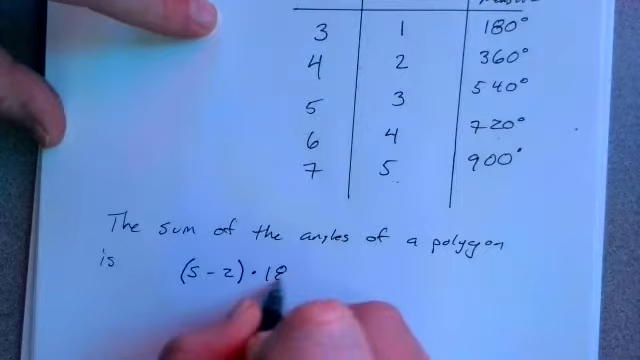 3 1 180°
4 2 360°
5 3 540°
6 4 720°
7 5 900°
The sum of the angles of a polygon
is (s-2)·18